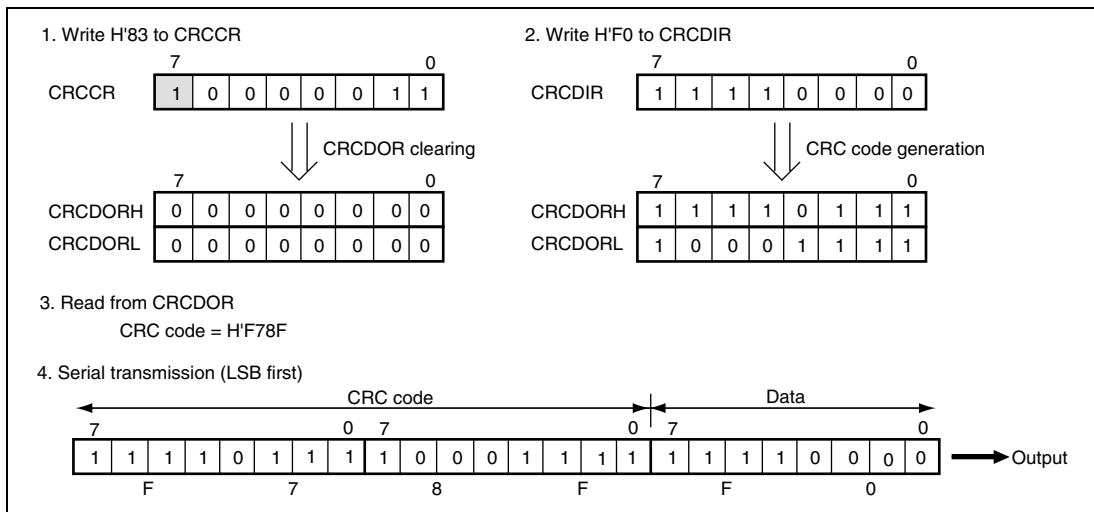 1. Write H'83 to CRCCR
7 0
CRCCR 1 0 0 0 0 0 1 1
CRCDOR clearing
7 0
CRCDORH 0 0 0 0 0 0 0 0
CRCDORL 0 0 0 0 0 0 0 0
2. Write H'F0 to CRCDIR
7 0
CRCDIR 1 1 1 1 0 0 0 0
CRC code generation
7 0
CRCDORH 1 1 1 1 0 1 1 1
CRCDORL 1 0 0 0 1 1 1 1
3. Read from CRCDOR
CRC code = H'F78F
4. Serial transmission (LSB first)
CRC code Data
7 0 7 0 7 0
1 1 1 1 0 1 1 1 1 0 0 0 1 1 1 1 1 1 1 1 0 0 0 0 Output
F 7 8 F F 0